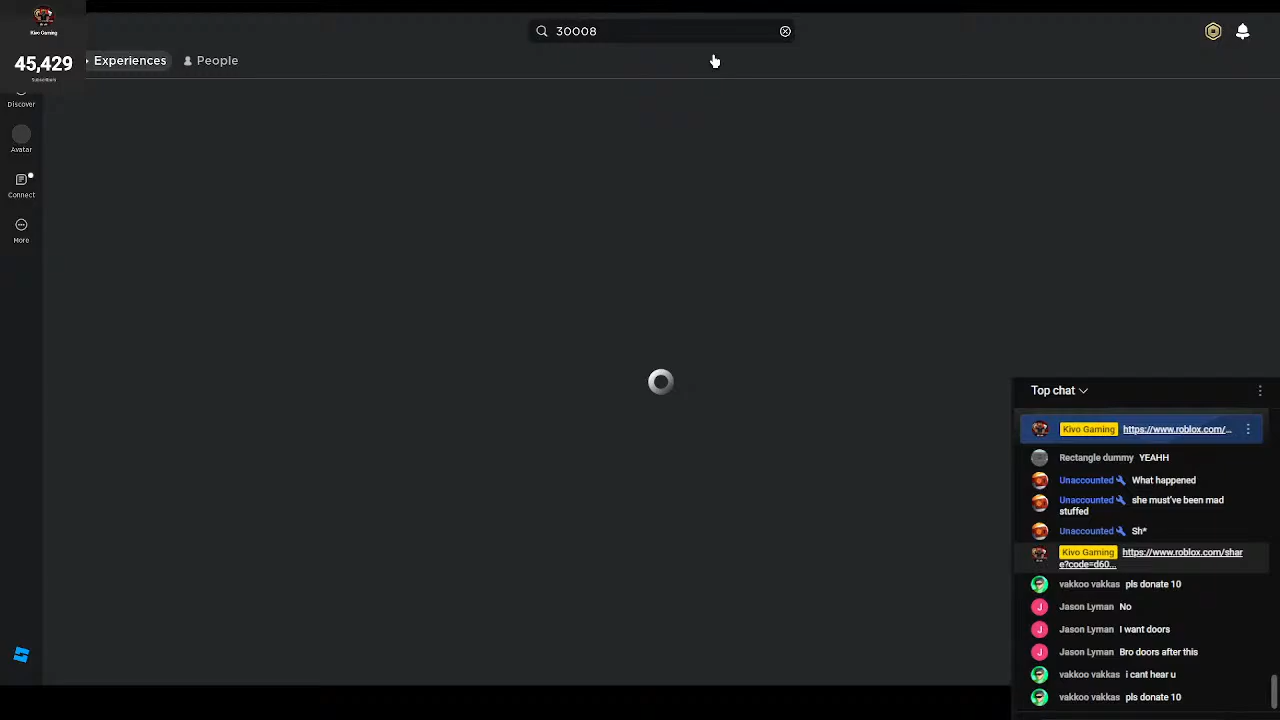 Kivo Gaming
45,429
Subscribers
30008
Experiences
People
Discover
Avatar
Connect
More
Top chat
Kivo Gaming https://www.roblox.com/...
Rectangle dummy YEAHH
Unaccounted What happened
Unaccounted she must've been mad
stuffed
Unaccounted Sh*
Kivo Gaming https://www.roblox.com/shar
e?code=d60...
vakkoo vakkas pls donate 10
J Jason Lyman No
J Jason Lyman I want doors
J Jason Lyman Bro doors after this
vakkoo vakkas i cant hear u
vakkoo vakkas pls donate 10